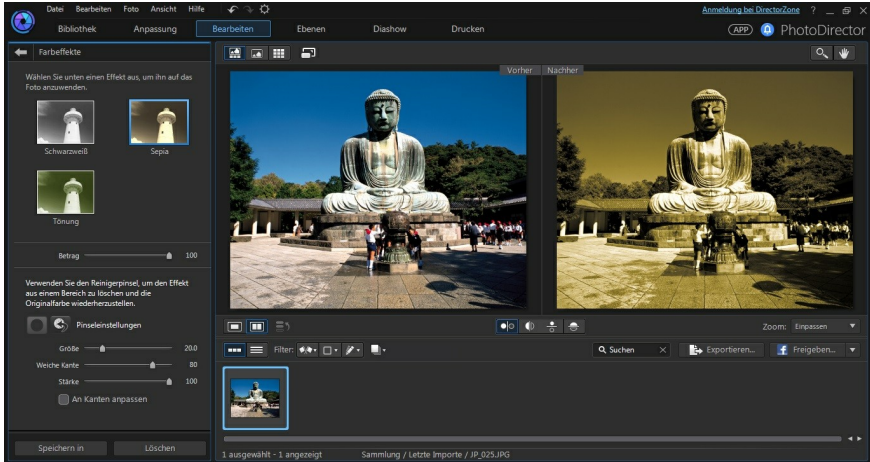 Datei Bearbeiten Foto Ansicht Hilfe
Anmeldung bei DirectorZone ?
Bibliothek Anpassung Bearbeiten Ebenen Diashow Drucken
APP PhotoDirector
Farbeffekte
Wählen Sie unten einen Effekt aus, um ihn auf das
Foto anzuwenden.
Schwarzweiß Sepia
Tönung
Betrag 100
Verwenden Sie den Reinigerpinsel, um den Effekt
aus einem Bereich zu löschen und die
Originalfarbe wiederherzustellen.
Pinseleinstellungen
Größe 20.0
Weiche Kante 80
Stärke 100
An Kanten anpassen
Speichern in Löschen
Vorher Nachher
Zoom: Einpassen
Filter: Suchen Exportieren... Freigeben...
1 ausgewählt - 1 angezeigt Sammlung / Letzte Importe / JP_025.JPG